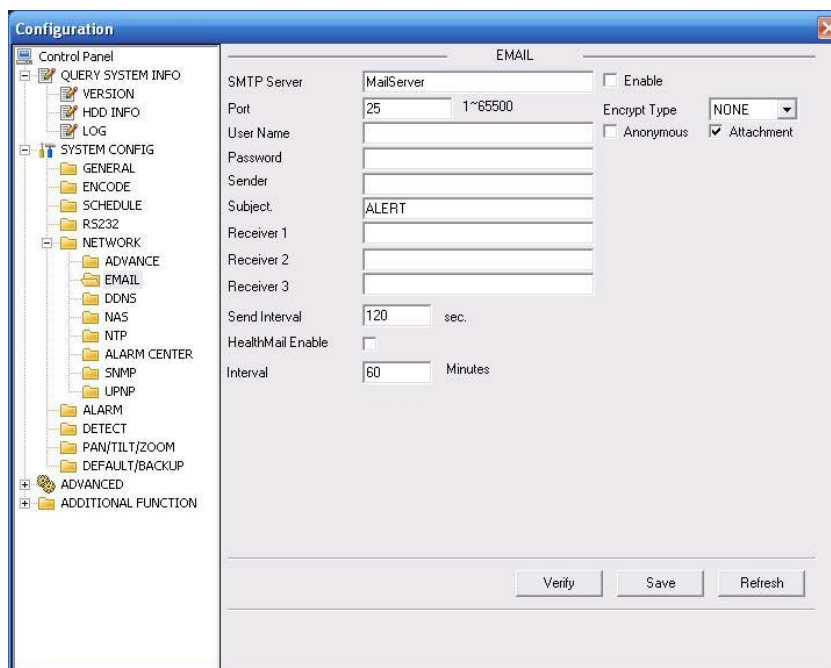 Configuration
Control Panel
QUERY SYSTEM INFO
VERSION
HDD INFO
LOG
SYSTEM CONFIG
GENERAL
ENCODE
SCHEDULE
RS232
NETWORK
ADVANCE
EMAIL
DDNS
NAS
NTP
ALARM CENTER
SNMP
UPNP
ALARM
DETECT
PAN/TILT/ZOOM
DEFAULT/BACKUP
ADVANCED
ADDITIONAL FUNCTION
EMAIL
SMTP Server MailServer Enable
Port 25 1~65500 Encrypt Type NONE
User Name Anonymous Attachment
Password
Sender
Subject. ALERT
Receiver 1
Receiver 2
Receiver 3
Send Interval 120 sec.
HealthMail Enable
Interval 60 Minutes
Verify Save Refresh